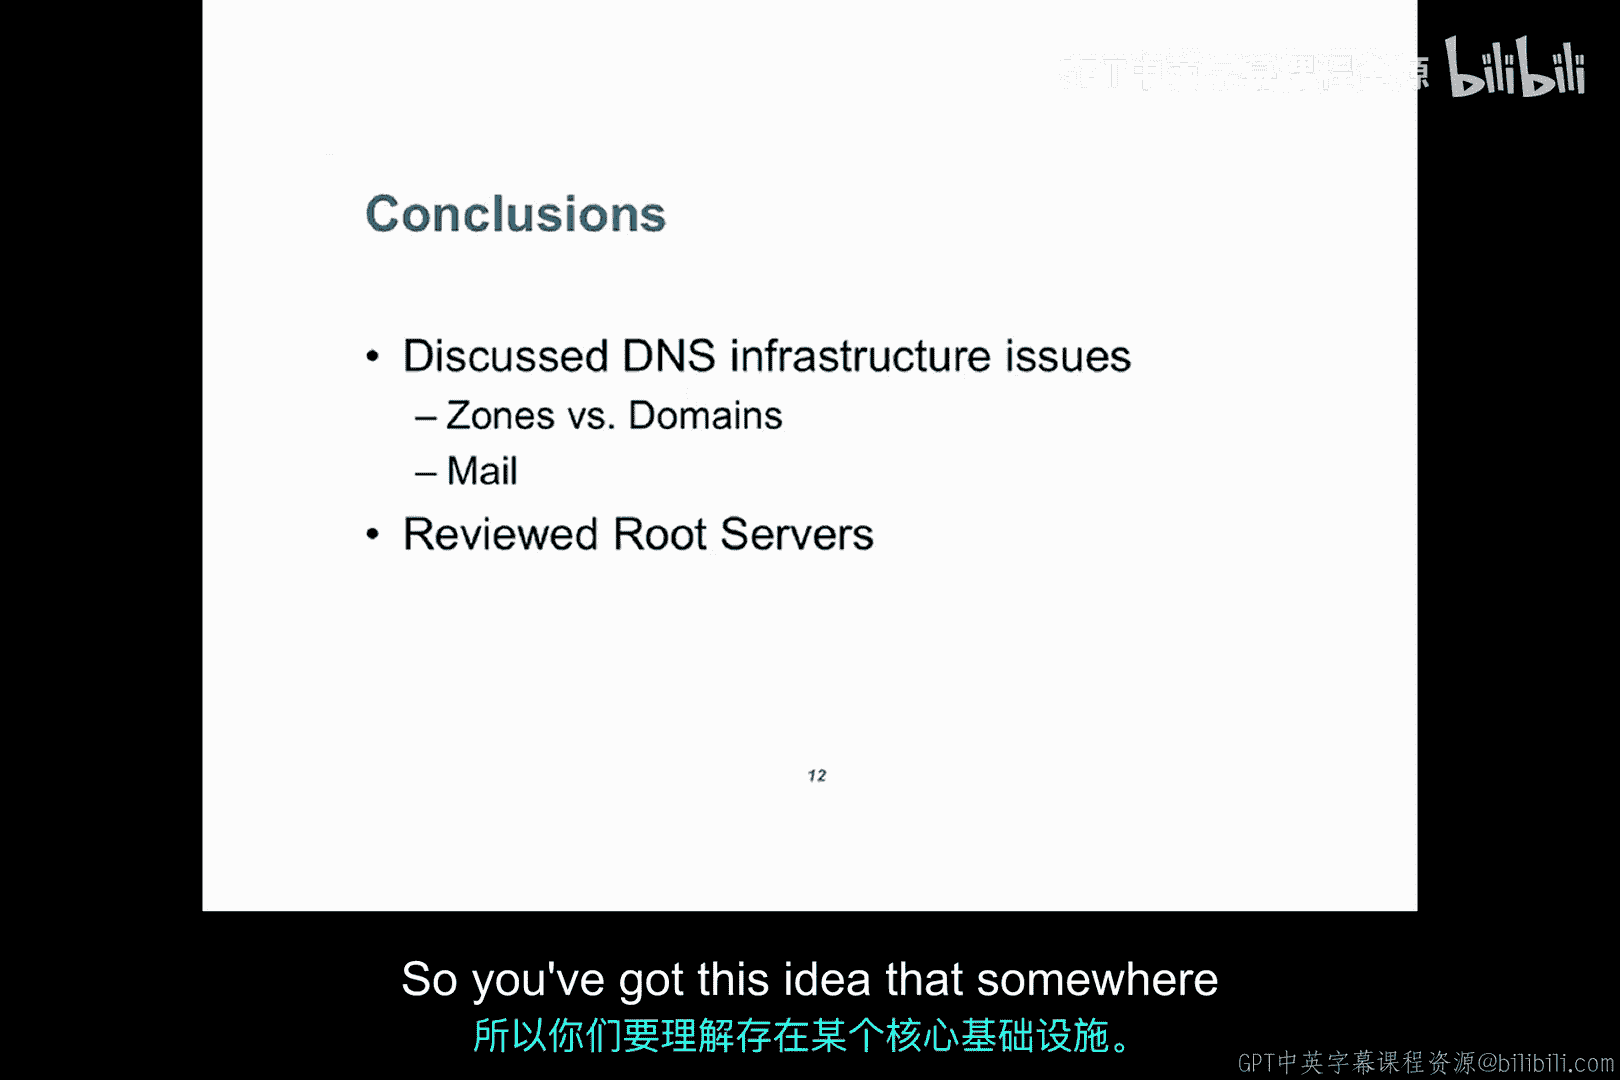 源 bilibili
Conclusions
• Discussed DNS infrastructure issues
– Zones vs. Domains
– Mail
• Reviewed Root Servers
12
So you've got this idea that somewhere
所以你们要理解存在某个核心基础设施。
GPT中英字幕课程资源@bilibili.com